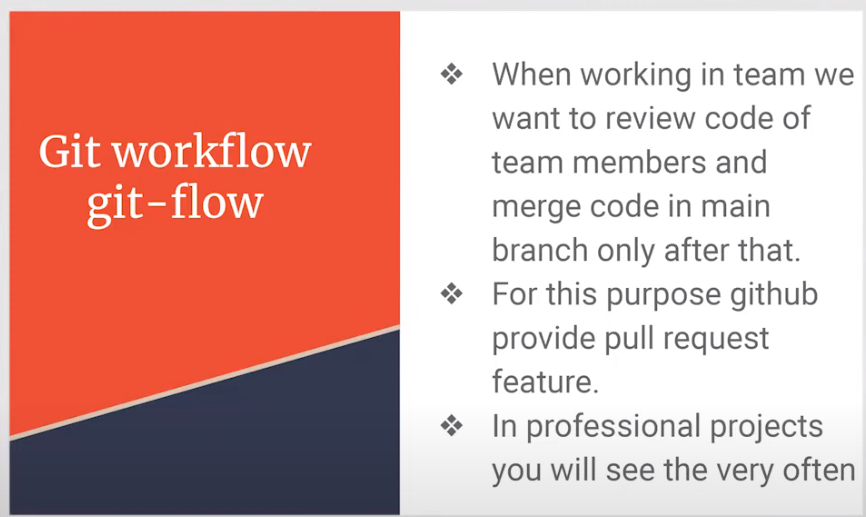 Git workflow
git-flow
❖ When working in team we
want to review code of
team members and
merge code in main
branch only after that.
❖ For this purpose github
provide pull request
feature.
❖ In professional projects
you will see the very often